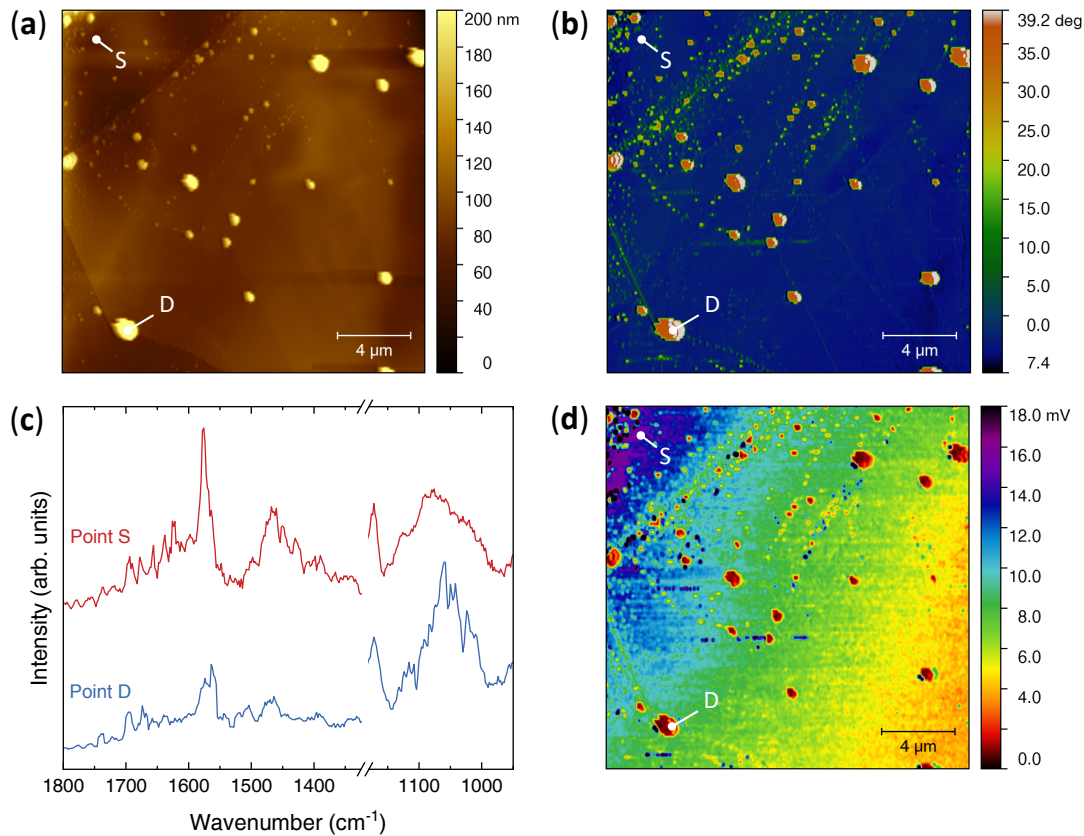 (a)
S
D
4 µm
200 nm
180
160
140
120
100
80
60
40
20
0
(b)
S
D
4 µm
39.2 deg
35.0
30.0
25.0
20.0
15.0
10.0
5.0
0.0
7.4
(c)
Intensity (arb. units)
Point S
Point D
1800 1700 1600 1500 1400 1100 1000
Wavenumber (cm⁻¹)
(d)
S
D
4 µm
18.0 mV
16.0
14.0
12.0
10.0
8.0
6.0
4.0
2.0
0.0